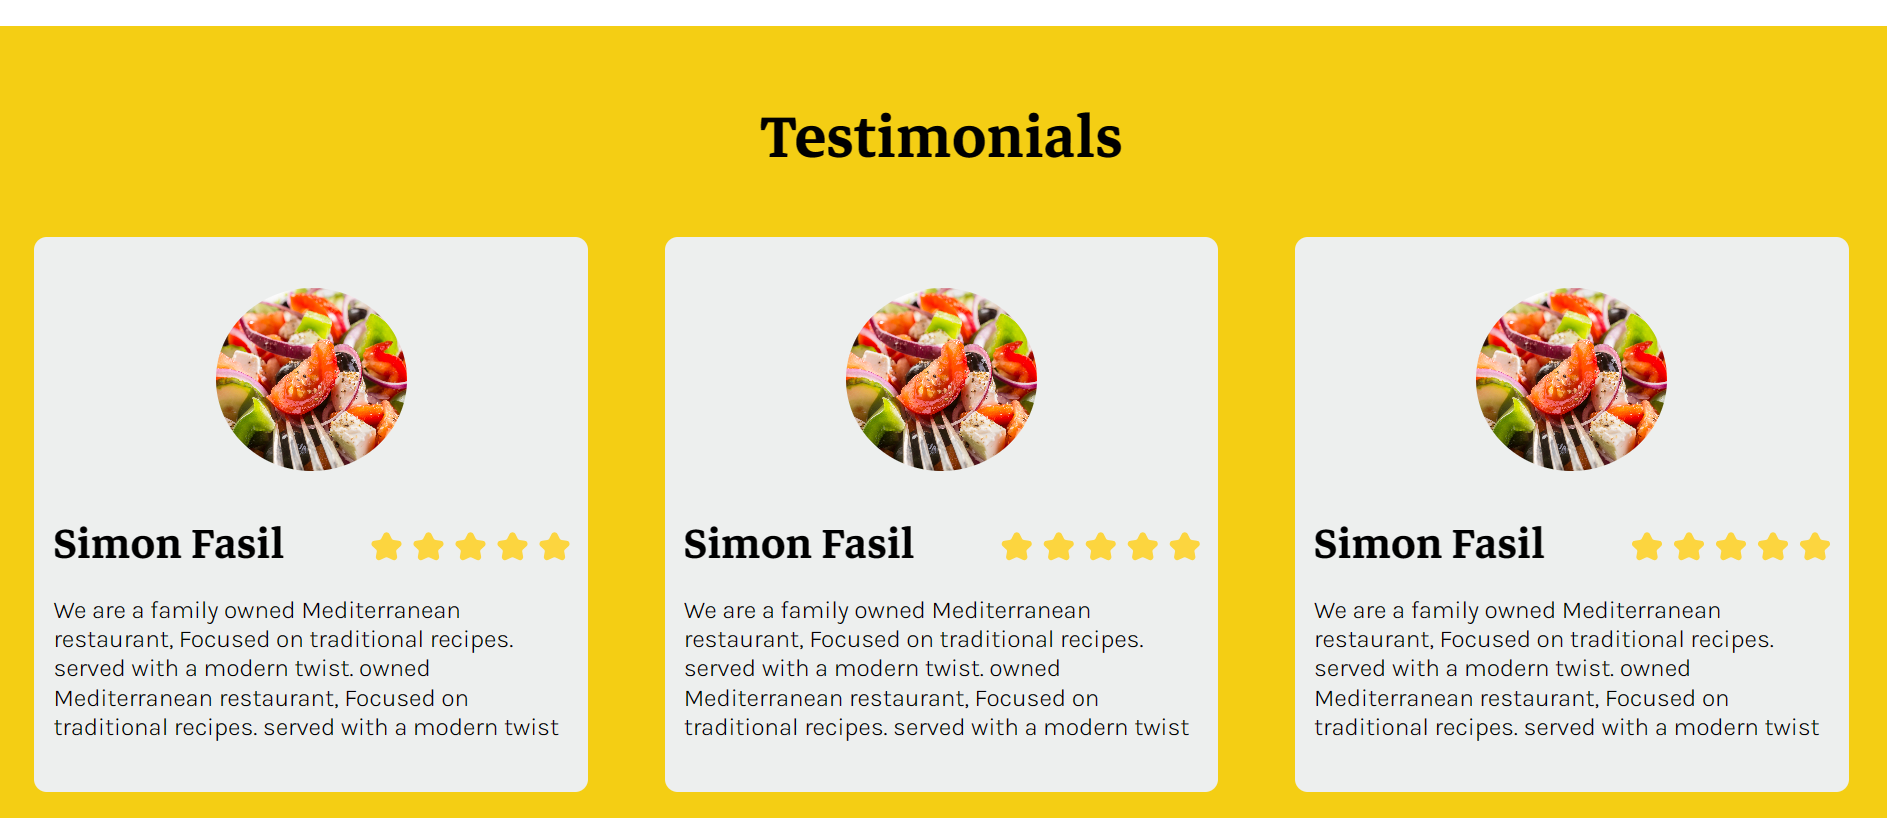 Testimonials
Simon Fasil
We are a family owned Mediterranean
restaurant, Focused on traditional recipes.
served with a modern twist. owned
Mediterranean restaurant, Focused on
traditional recipes. served with a modern twist
Simon Fasil
We are a family owned Mediterranean
restaurant, Focused on traditional recipes.
served with a modern twist. owned
Mediterranean restaurant, Focused on
traditional recipes. served with a modern twist
Simon Fasil
We are a family owned Mediterranean
restaurant, Focused on traditional recipes.
served with a modern twist. owned
Mediterranean restaurant, Focused on
traditional recipes. served with a modern twist